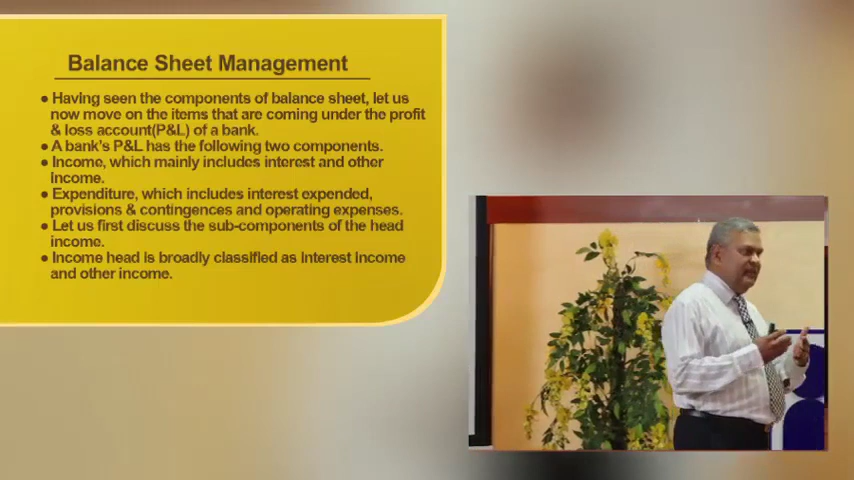 Balance Sheet Management
● Having seen the components of balance sheet, let us
now move on the items that are coming under the profit
& loss account(P&L) of a bank.
● A bank's P&L has the following two components.
● Income, which mainly includes interest and other
income.
● Expenditure, which includes interest expended,
provisions & contingences and operating expenses.
● Let us first discuss the sub-components of the head
income.
● Income head is broadly classified as interest income
and other income.